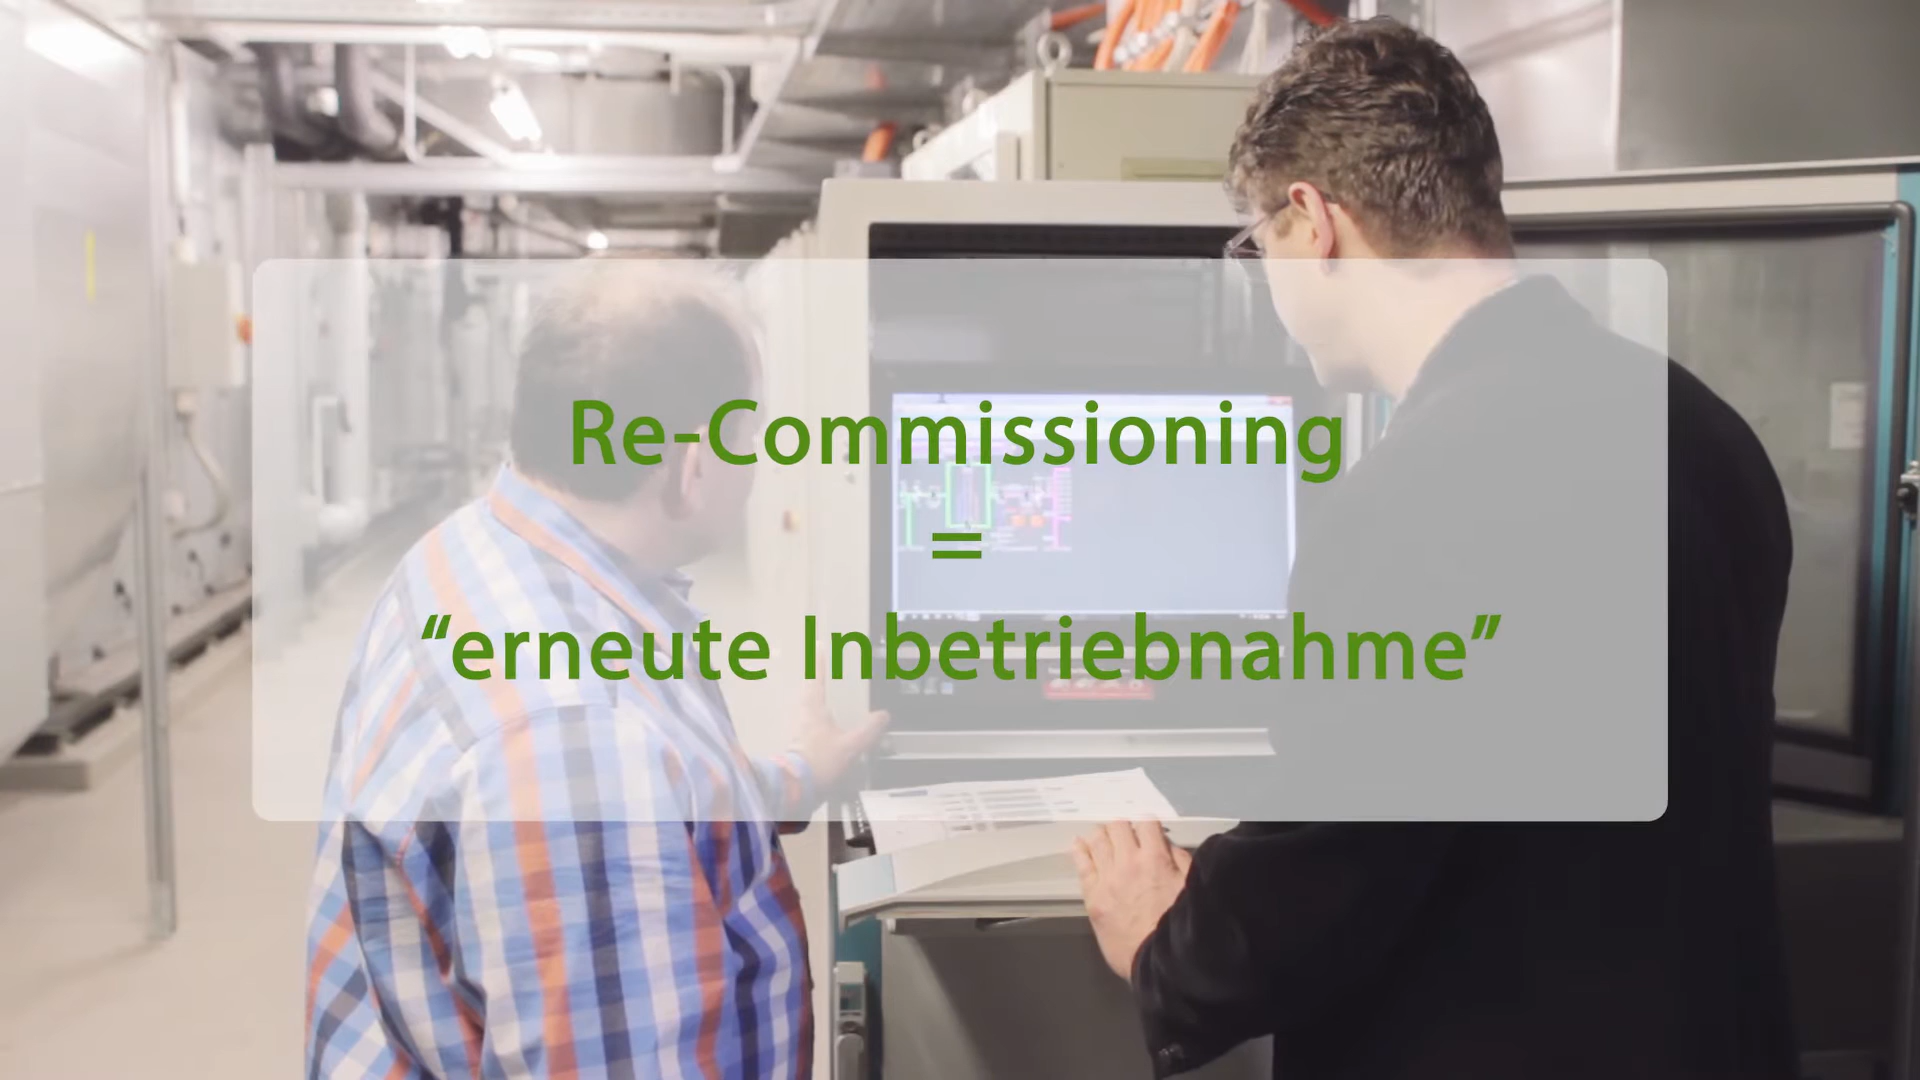 Re-Commissioning
=
“erneute Inbetriebnahme”